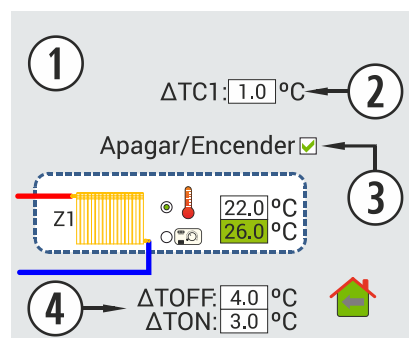 1
ΔTC1: 1.0 ºC
2
Apagar/Encender
3
Z1
22.0 ºC
26.0 ºC
4
ΔTOFF: 4.0 ºC
ΔTON: 3.0 ºC